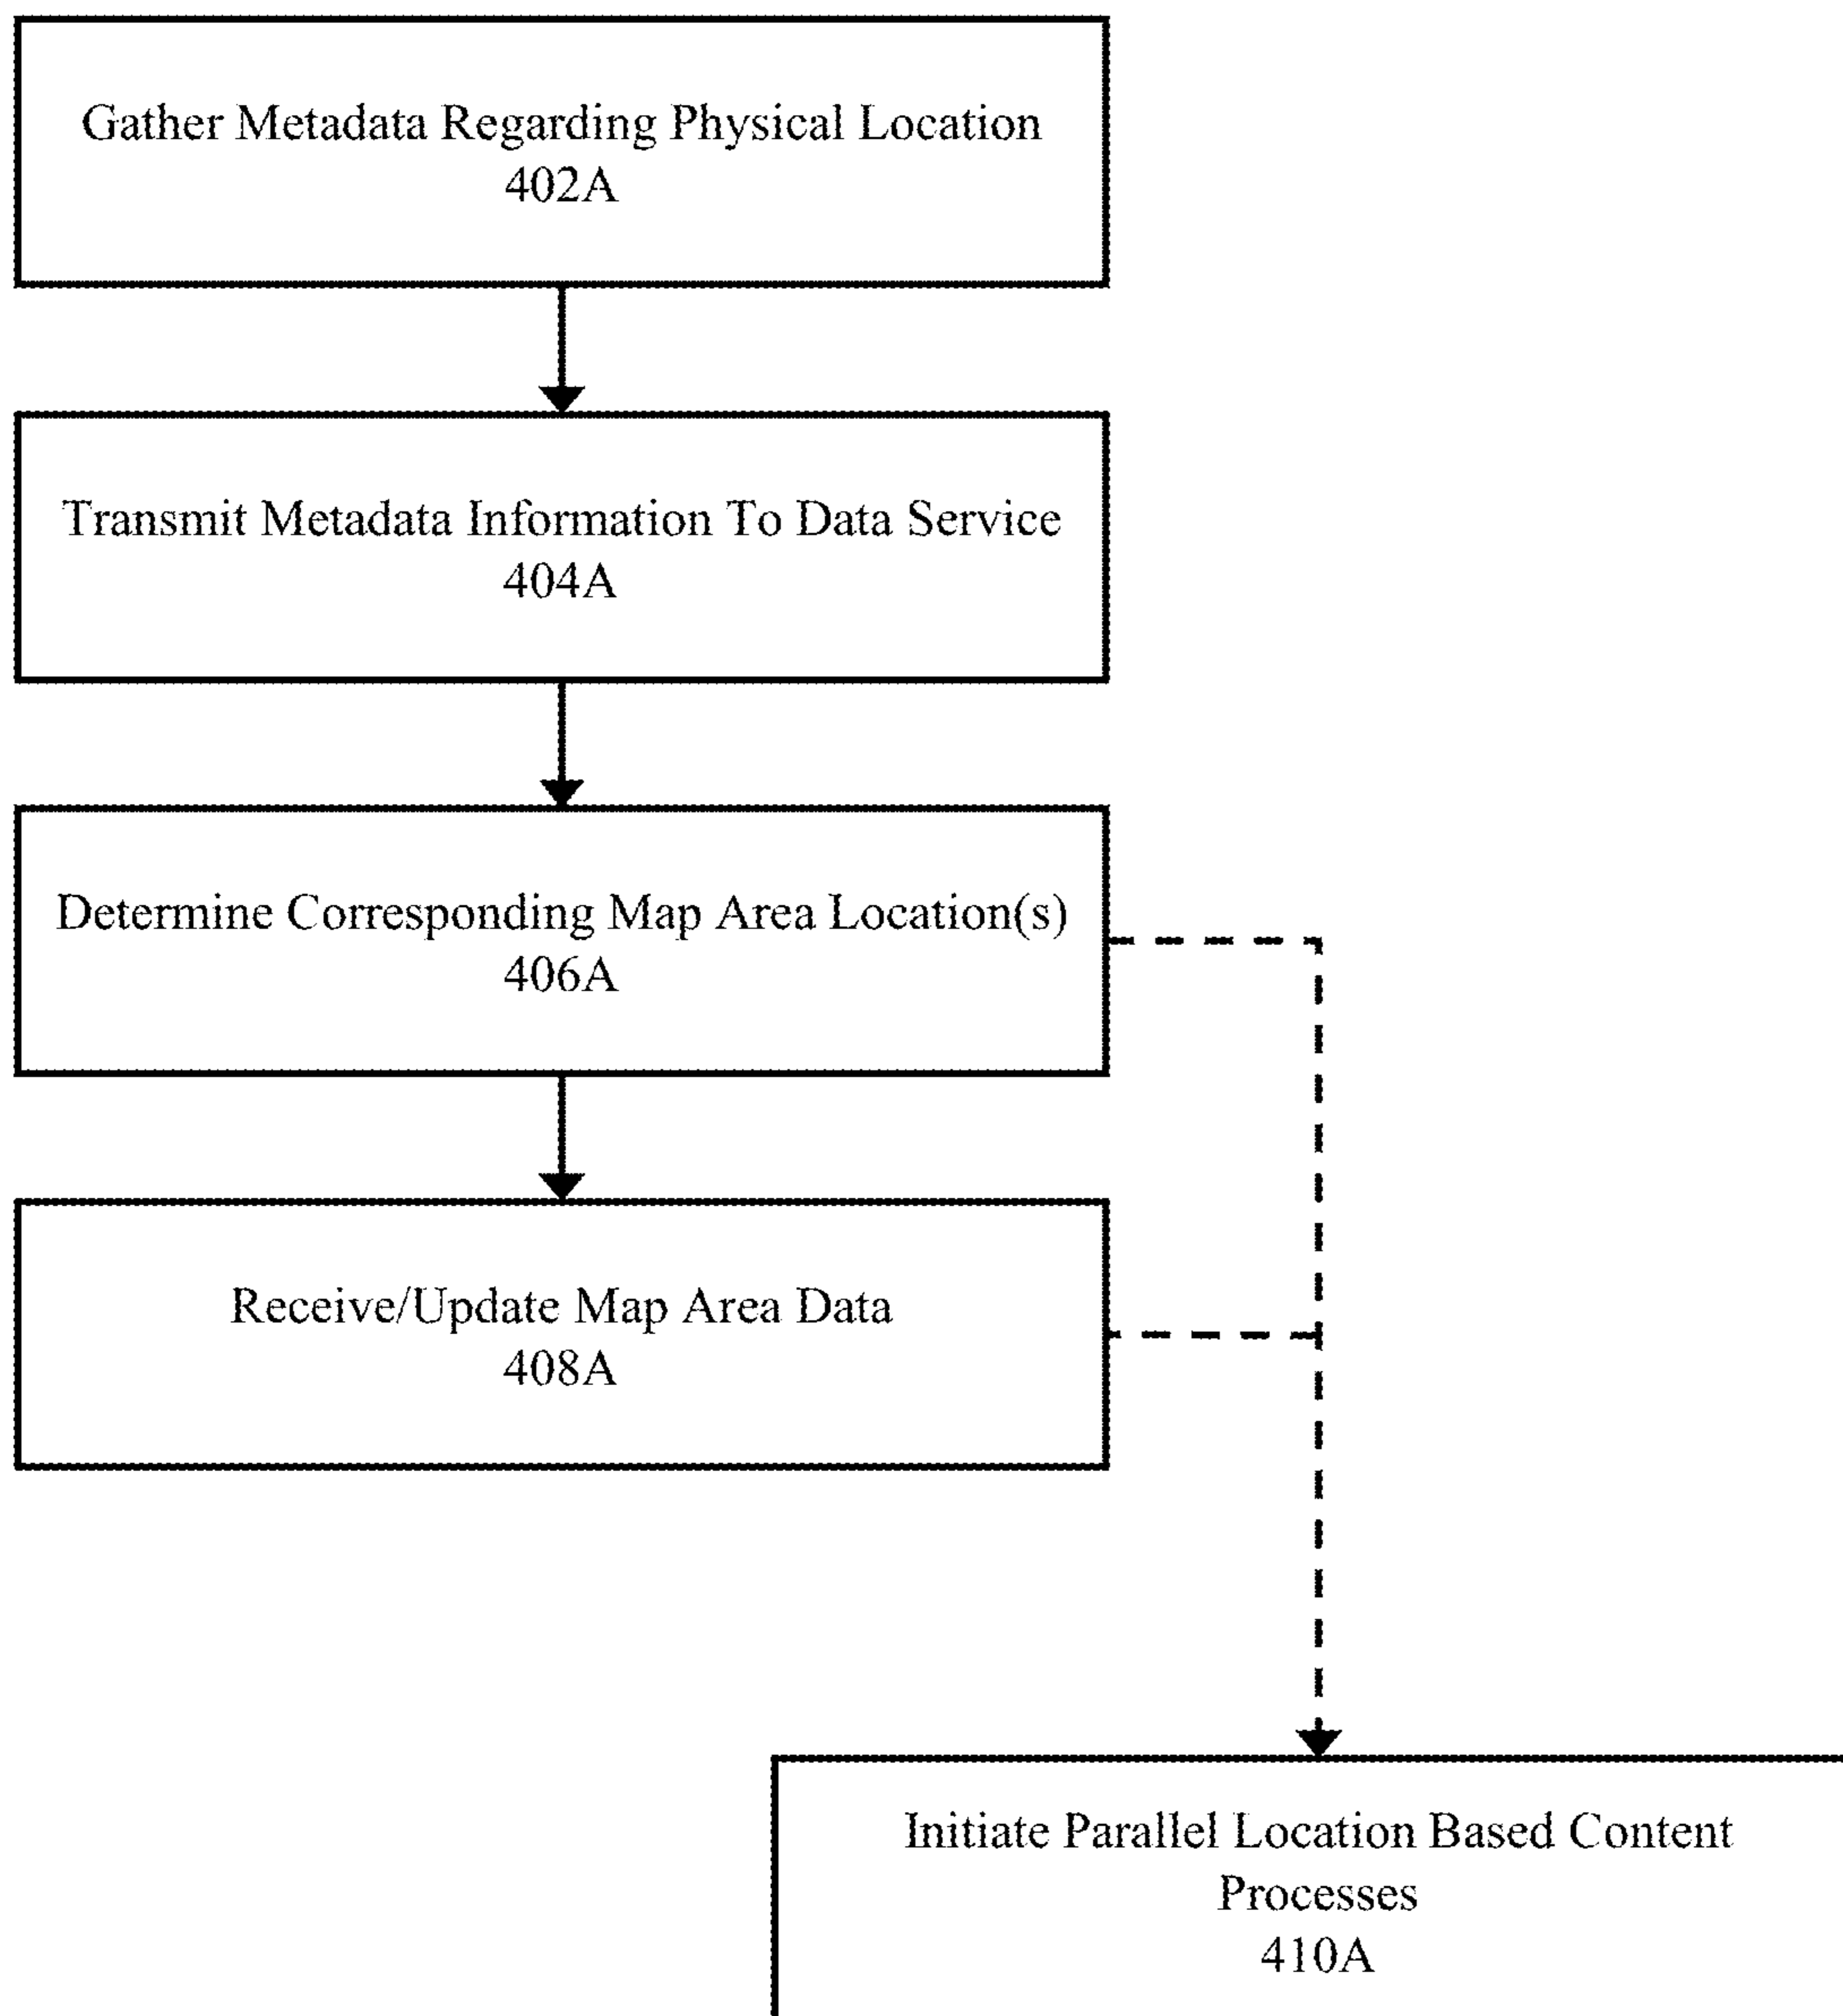 Gather Metadata Regarding Physical Location
402A
Transmit Metadata Information To Data Service
404A
Determine Corresponding Map Area Location(s)
406A
Receive/Update Map Area Data
408A
Initiate Parallel Location Based Content
Processes
410A